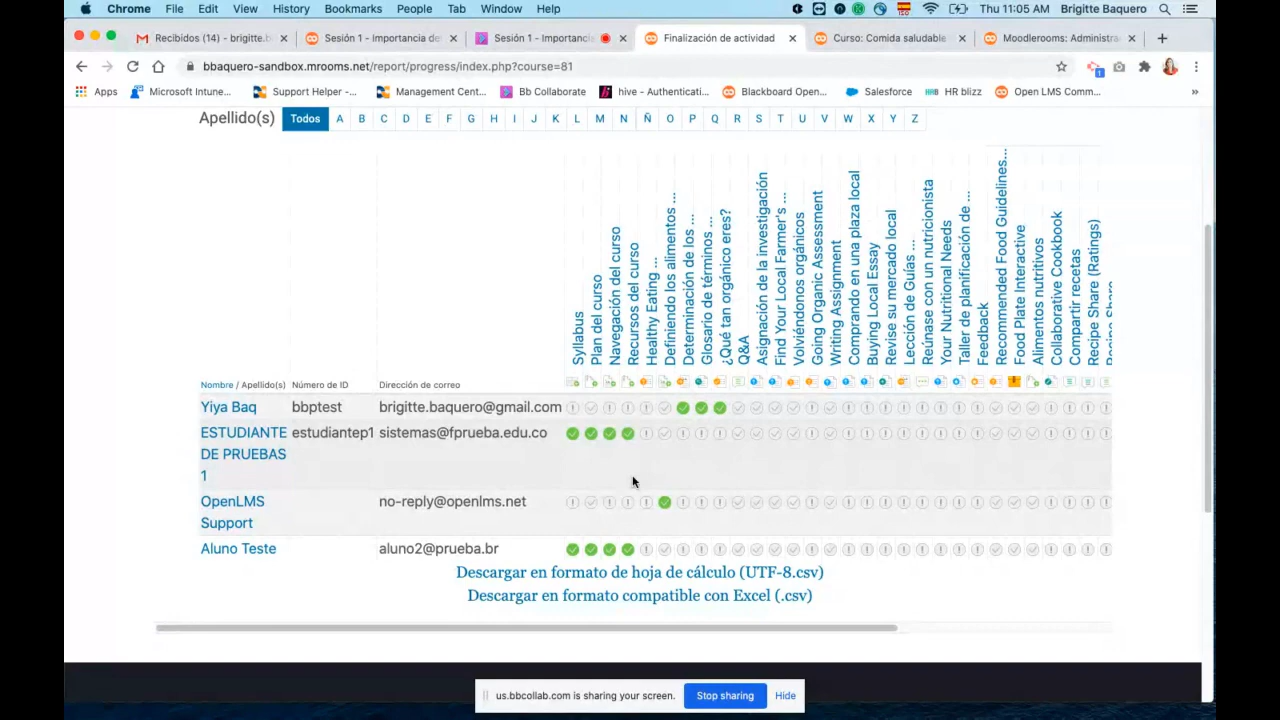 Chrome File Edit View History Bookmarks People Tab Window Help Thu 11:05 AM Brigitte Baquero
Recibidos (14) - brigitte.b
Sesión 1 - Importancia de
Sesión 1 - Importanci
Finalización de actividad
Curso: Comida saludable
Moodlerooms: Administra
bbaquero-sandbox.mrooms.net/report/progress/index.php?course=81
Apps Microsoft Intune... Support Helper -... Management Cent... Bb Collaborate hive - Authenticati... Blackboard Open... Salesforce HR blizz Open LMS Comm... »
Apellido(s) Todos A B C D E F G H I J K L M N Ñ O P Q R S T U V W X Y Z
Syllabus
Plan del curso
Navegación del curso
Recursos del curso
Healthy Eating ...
Definiendo los alimentos ...
Determinación de los ...
Glosario de términos ...
¿Qué tan orgánico eres?
Q&A
Asignación de la investigación
Find Your Local Farmer's ...
Volviéndonos orgánicos
Going Organic Assessment
Writing Assignment
Comprando en una plaza local
Buying Local Essay
Revise su mercado local
Lección de Guías ...
Reúnase con un nutricionista
Your Nutritional Needs
Taller de planificación de ...
Feedback
Recommended Food Guidelines...
Food Plate Interactive
Alimentos nutritivos
Collaborative Cookbook
Compartir recetas
Recipe Share (Ratings)
Nombre / Apellido(s) Número de ID Dirección de correo
Yiya Baq bbptest brigitte.baquero@gmail.com
ESTUDIANTE estudiantep1 sistemas@fprueba.edu.co
DE PRUEBAS
1
OpenLMS no-reply@openlms.net
Support
Aluno Teste aluno2@prueba.br
Descargar en formato de hoja de cálculo (UTF-8.csv)
Descargar en formato compatible con Excel (.csv)
us.bbcollab.com is sharing your screen. Stop sharing Hide